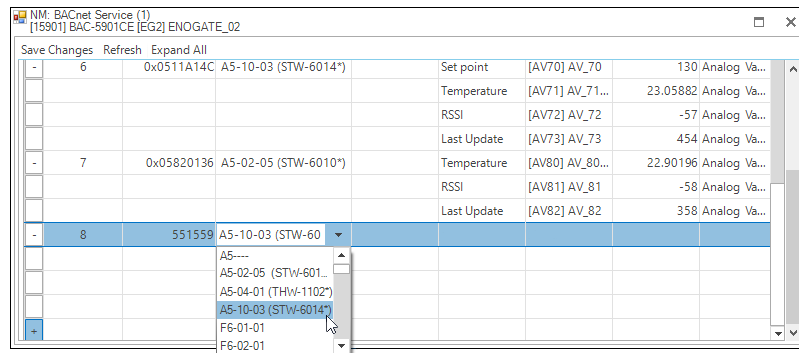 NM: BACnet Service (1)
[15901] BAC-5901CE [EG2] ENOGATE_02
Save Changes Refresh Expand All
- 6 0x0511A14C A5-10-03 (STW-6014*) Set point [AV70] AV_70 130 Analog Va...
Temperature [AV71] AV_71... 23.05882 Analog Va...
RSSI [AV72] AV_72 -57 Analog Va...
Last Update [AV73] AV_73 454 Analog Va...
- 7 0x05820136 A5-02-05 (STW-6010*) Temperature [AV80] AV_80... 22.90196 Analog Va...
RSSI [AV81] AV_81 -58 Analog Va...
Last Update [AV82] AV_82 358 Analog Va...
- 8 551559 A5-10-03 (STW-60
A5----
A5-02-05 (STW-601...
A5-04-01 (THW-1102*)
A5-10-03 (STW-6014*)
F6-01-01
+
F6-02-01